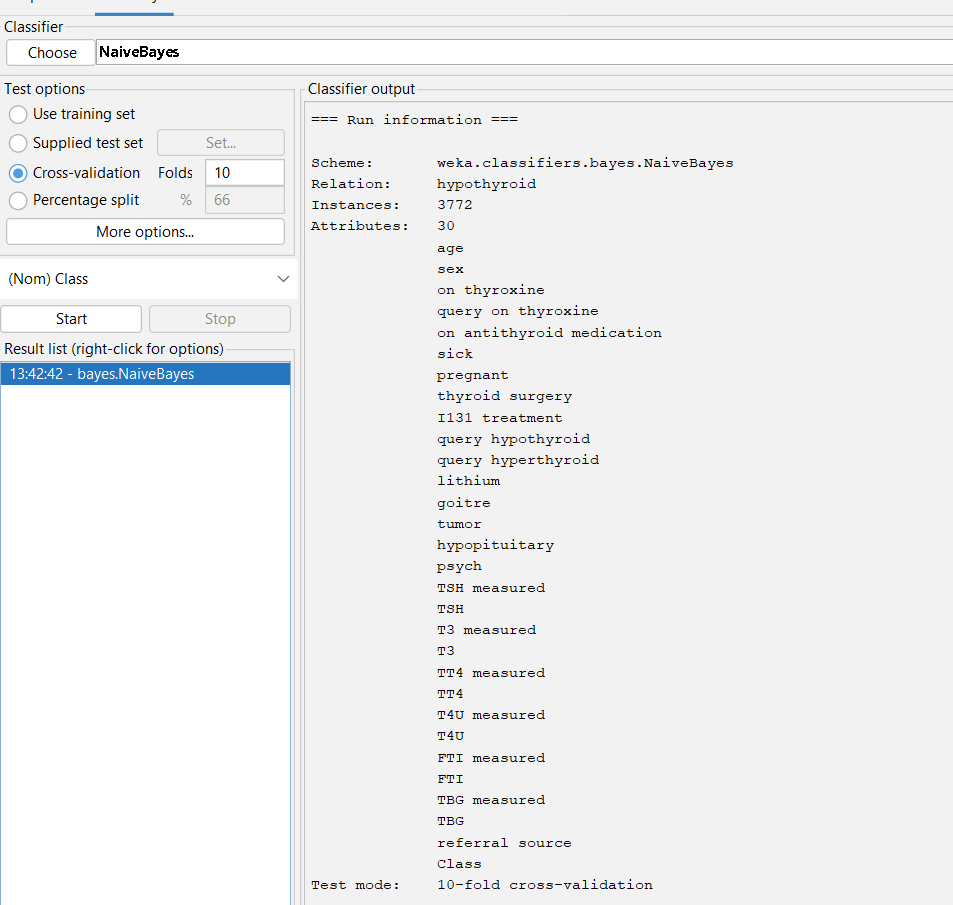 Classifier
Choose NaiveBayes
Test options
Use training set
Supplied test set Set...
Cross-validation Folds 10
Percentage split % 66
More options...
(Nom) Class
Start Stop
Result list (right-click for options)
13:42:42 - bayes.NaiveBayes
Classifier output
=== Run information ===
Scheme: weka.classifiers.bayes.NaiveBayes
Relation: hypothyroid
Instances: 3772
Attributes: 30
age
sex
on thyroxine
query on thyroxine
on antithyroid medication
sick
pregnant
thyroid surgery
I131 treatment
query hypothyroid
query hyperthyroid
lithium
goitre
tumor
hypopituitary
psych
TSH measured
TSH
T3 measured
T3
TT4 measured
TT4
T4U measured
T4U
FTI measured
FTI
TBG measured
TBG
referral source
Class
Test mode: 10-fold cross-validation